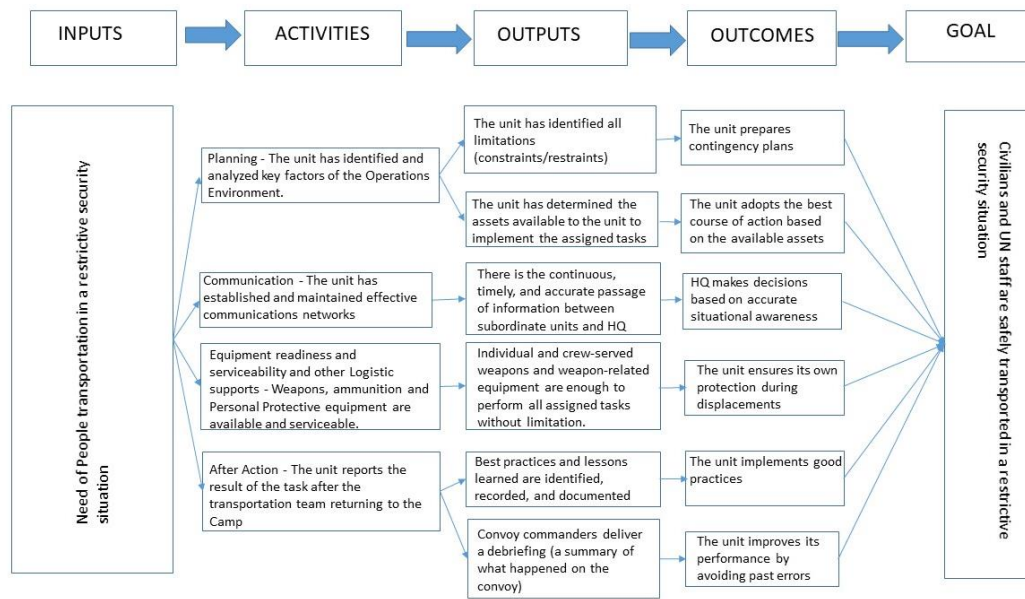 INPUTS
ACTIVITIES
OUTPUTS
OUTCOMES
GOAL
Need of People transportation in a restrictive security
situation
Planning - The unit has identified and
analyzed key factors of the Operations
Environment.
The unit has identified all
limitations
(constraints/restraints)
The unit prepares
contingency plans
The unit has determined the
assets available to the unit to
implement the assigned tasks
The unit adopts the best
course of action based
on the available assets
Communication - The unit has
established and maintained effective
communications networks
There is the continuous,
timely, and accurate passage
of information between
subordinate units and HQ
HQ makes decisions
based on accurate
situational awareness
Equipment readiness and
serviceability and other Logistic
supports - Weapons, ammunition and
Personal Protective equipment are
available and serviceable.
Individual and crew-served
weapons and weapon-related
equipment are enough to
perform all assigned tasks
without limitation.
The unit ensures its own
protection during
displacements
After Action - The unit reports the
result of the task after the
transportation team returning to the
Camp
Best practices and lessons
learned are identified,
recorded, and documented
The unit implements good
practices
Convoy commanders deliver
a debriefing (a summary of
what happened on the
convoy)
The unit improves its
performance by
avoiding past errors
Civilians and UN staff are safely transported in a restrictive
security situation